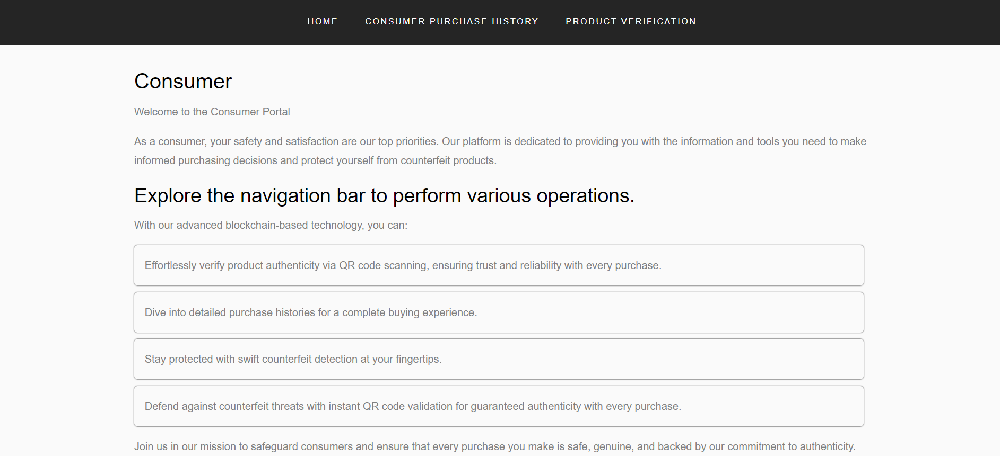 HOME CONSUMER PURCHASE HISTORY PRODUCT VERIFICATION
Consumer
Welcome to the Consumer Portal
As a consumer, your safety and satisfaction are our top priorities. Our platform is dedicated to providing you with the information and tools you need to make
informed purchasing decisions and protect yourself from counterfeit products.
Explore the navigation bar to perform various operations.
With our advanced blockchain-based technology, you can:
Effortlessly verify product authenticity via QR code scanning, ensuring trust and reliability with every purchase.
Dive into detailed purchase histories for a complete buying experience.
Stay protected with swift counterfeit detection at your fingertips.
Defend against counterfeit threats with instant QR code validation for guaranteed authenticity with every purchase.
Join us in our mission to safeguard consumers and ensure that every purchase you make is safe, genuine, and backed by our commitment to authenticity.